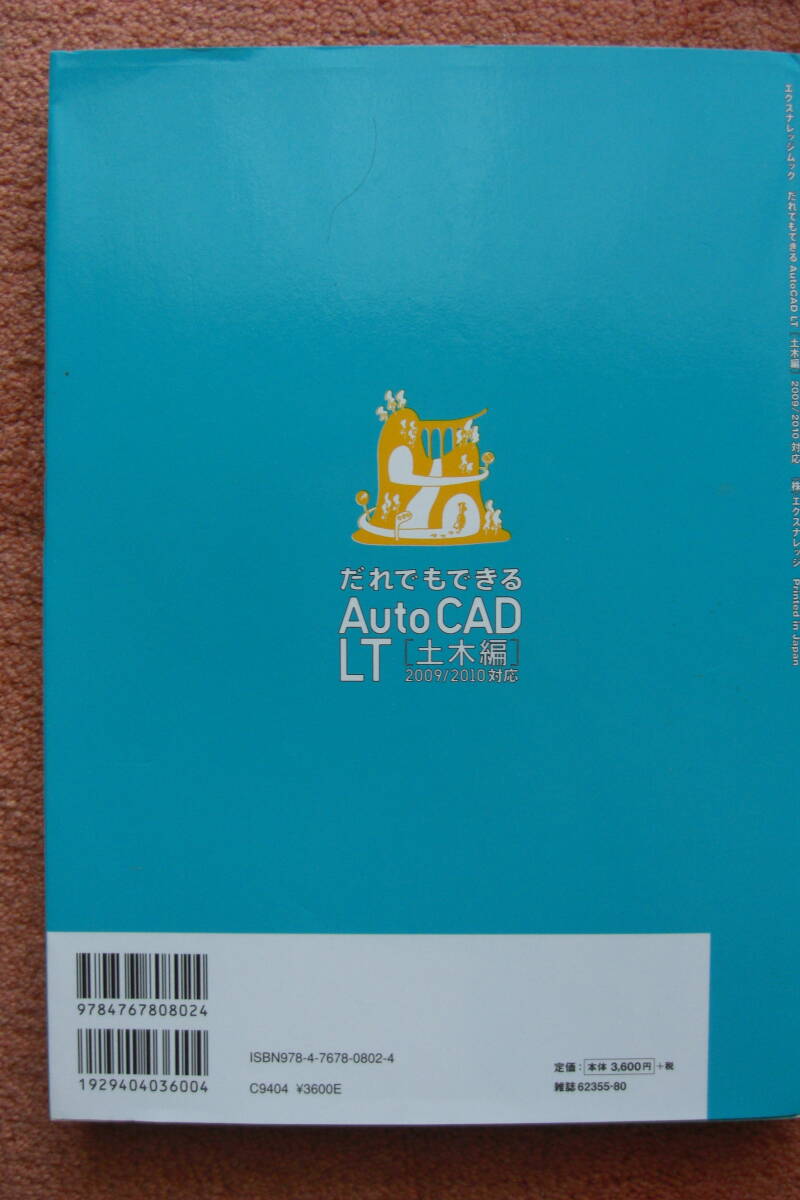 だれでもできる
AutoCAD
LT [土木編]
2009/2010対応
9784767808024
1929404036004
ISBN978-4-7678-0802-4
C9404 ¥3600E
定価：本体 3,600円＋税
雑誌 62355-80
エクスナレッジムック だれでもできる AutoCAD LT [土木編] 2009/2010 対応 ㈱ エクスナレッジ Printed in Japan